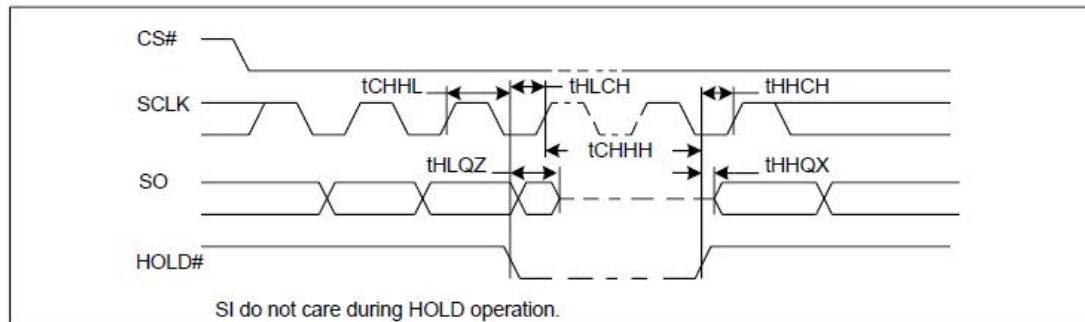 CS#
tCHHL
tHLCH
tHHCH
SCLK
tCHHH
tHLQZ
tHHQX
SO
HOLD#
SI do not care during HOLD operation.